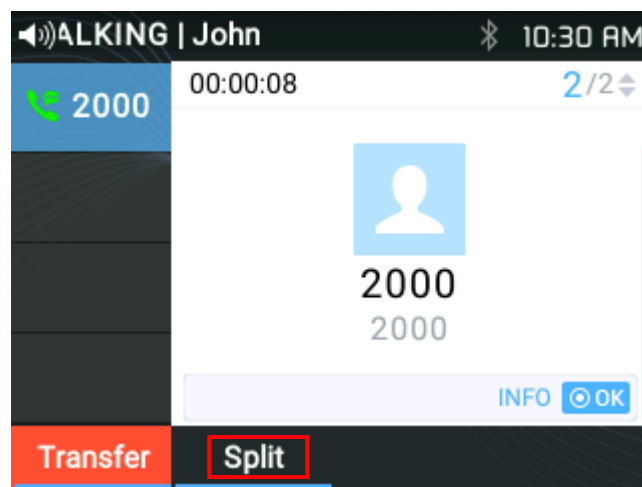 ALKING | John 10:30 AM
2000
00:00:08 2/2
2000
2000
INFO OK
Transfer Split